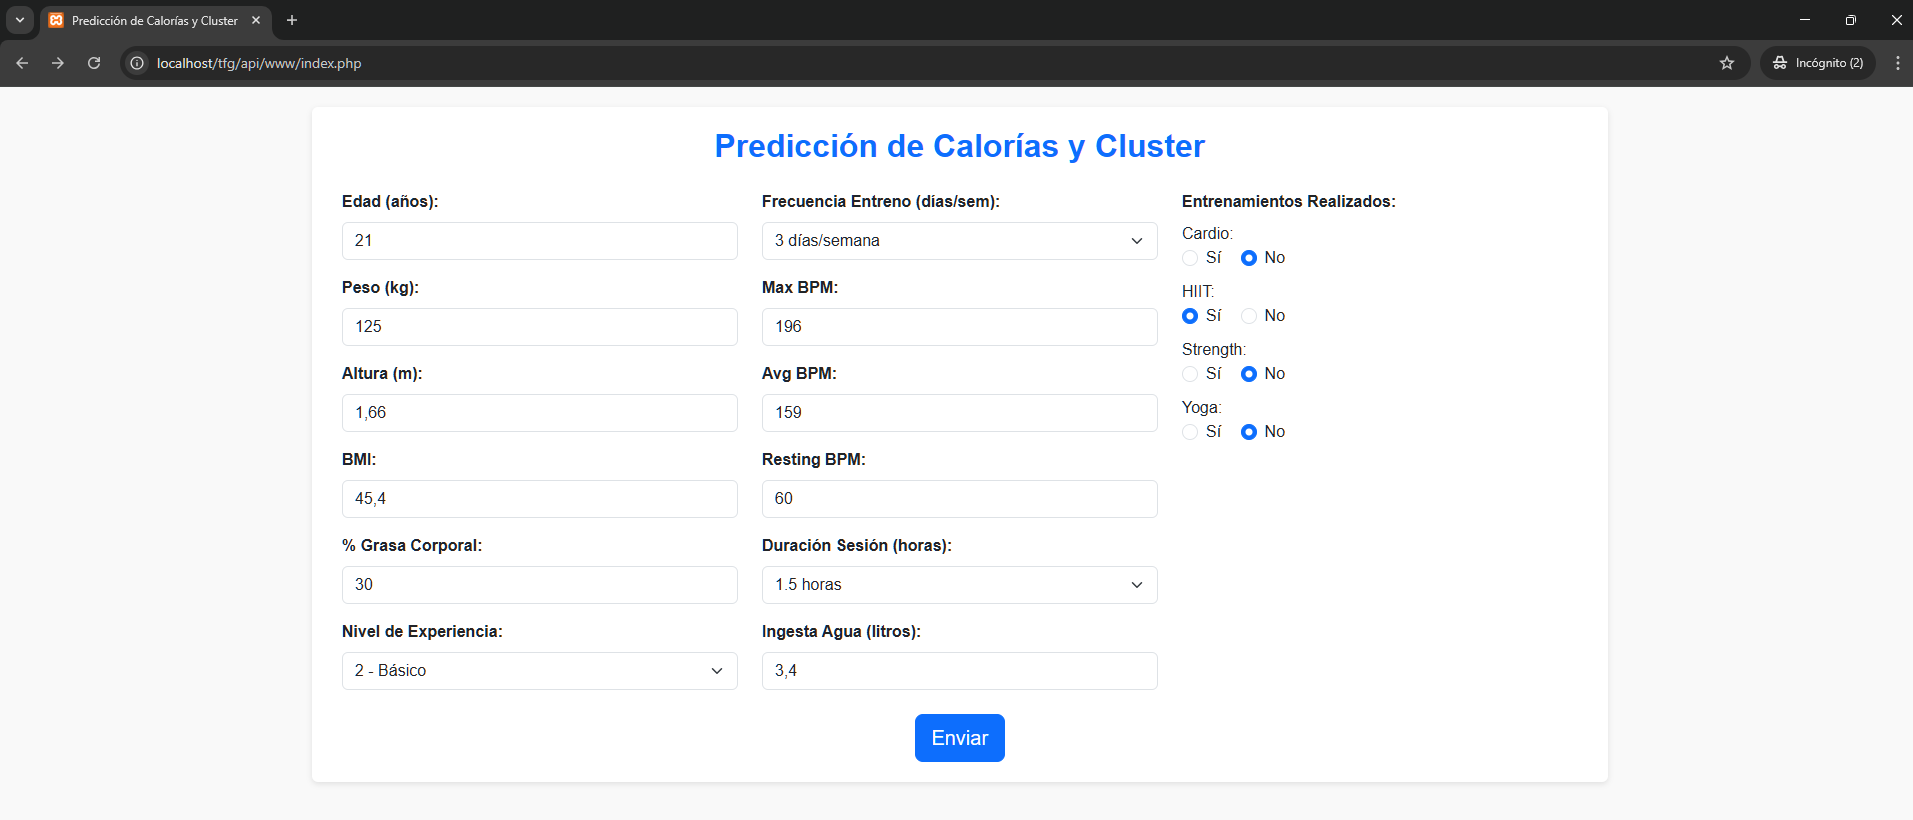 Predicción de Calorías y Cluster
localhost/tfg/api/www/index.php
Incógnito (2)
Predicción de Calorías y Cluster
Edad (años):
21
Peso (kg):
125
Altura (m):
1,66
BMI:
45,4
% Grasa Corporal:
30
Nivel de Experiencia:
2 - Básico
Frecuencia Entreno (días/sem):
3 días/semana
Max BPM:
196
Avg BPM:
159
Resting BPM:
60
Duración Sesión (horas):
1.5 horas
Ingesta Agua (litros):
3,4
Entrenamientos Realizados:
Cardio:
Sí No
HIIT:
Sí No
Strength:
Sí No
Yoga:
Sí No
Enviar